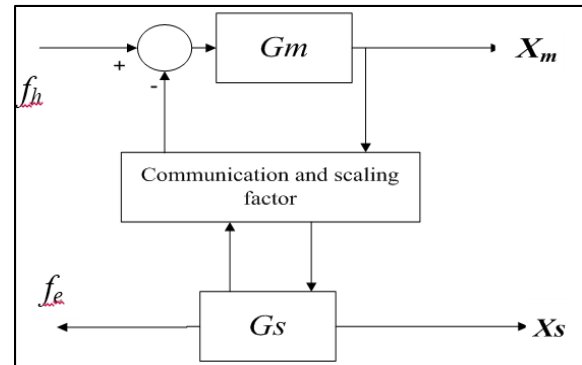 Gm
Xm
+
-
fh
Communication and scaling
factor
fe
Gs
Xs